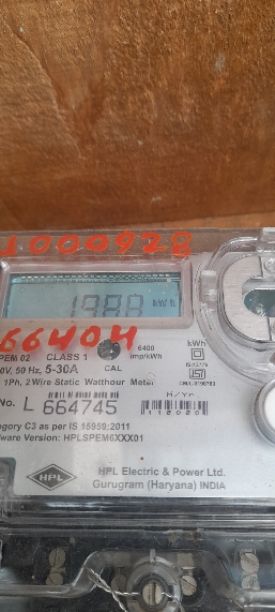 1000928
1988 kWh
66404
PEM 02 CLASS 1
6400
imp/kWh
kWh
0V, 50 Hz. 5-30A CAL
1Ph, 2 Wire Static Watthour Meter
No. L 664745
egory C3 as per IS 15959:2011
ware Version: HPLSPEM6XXX01
HPL
HPL Electric & Power Ltd.
Gurugram (Haryana) INDIA